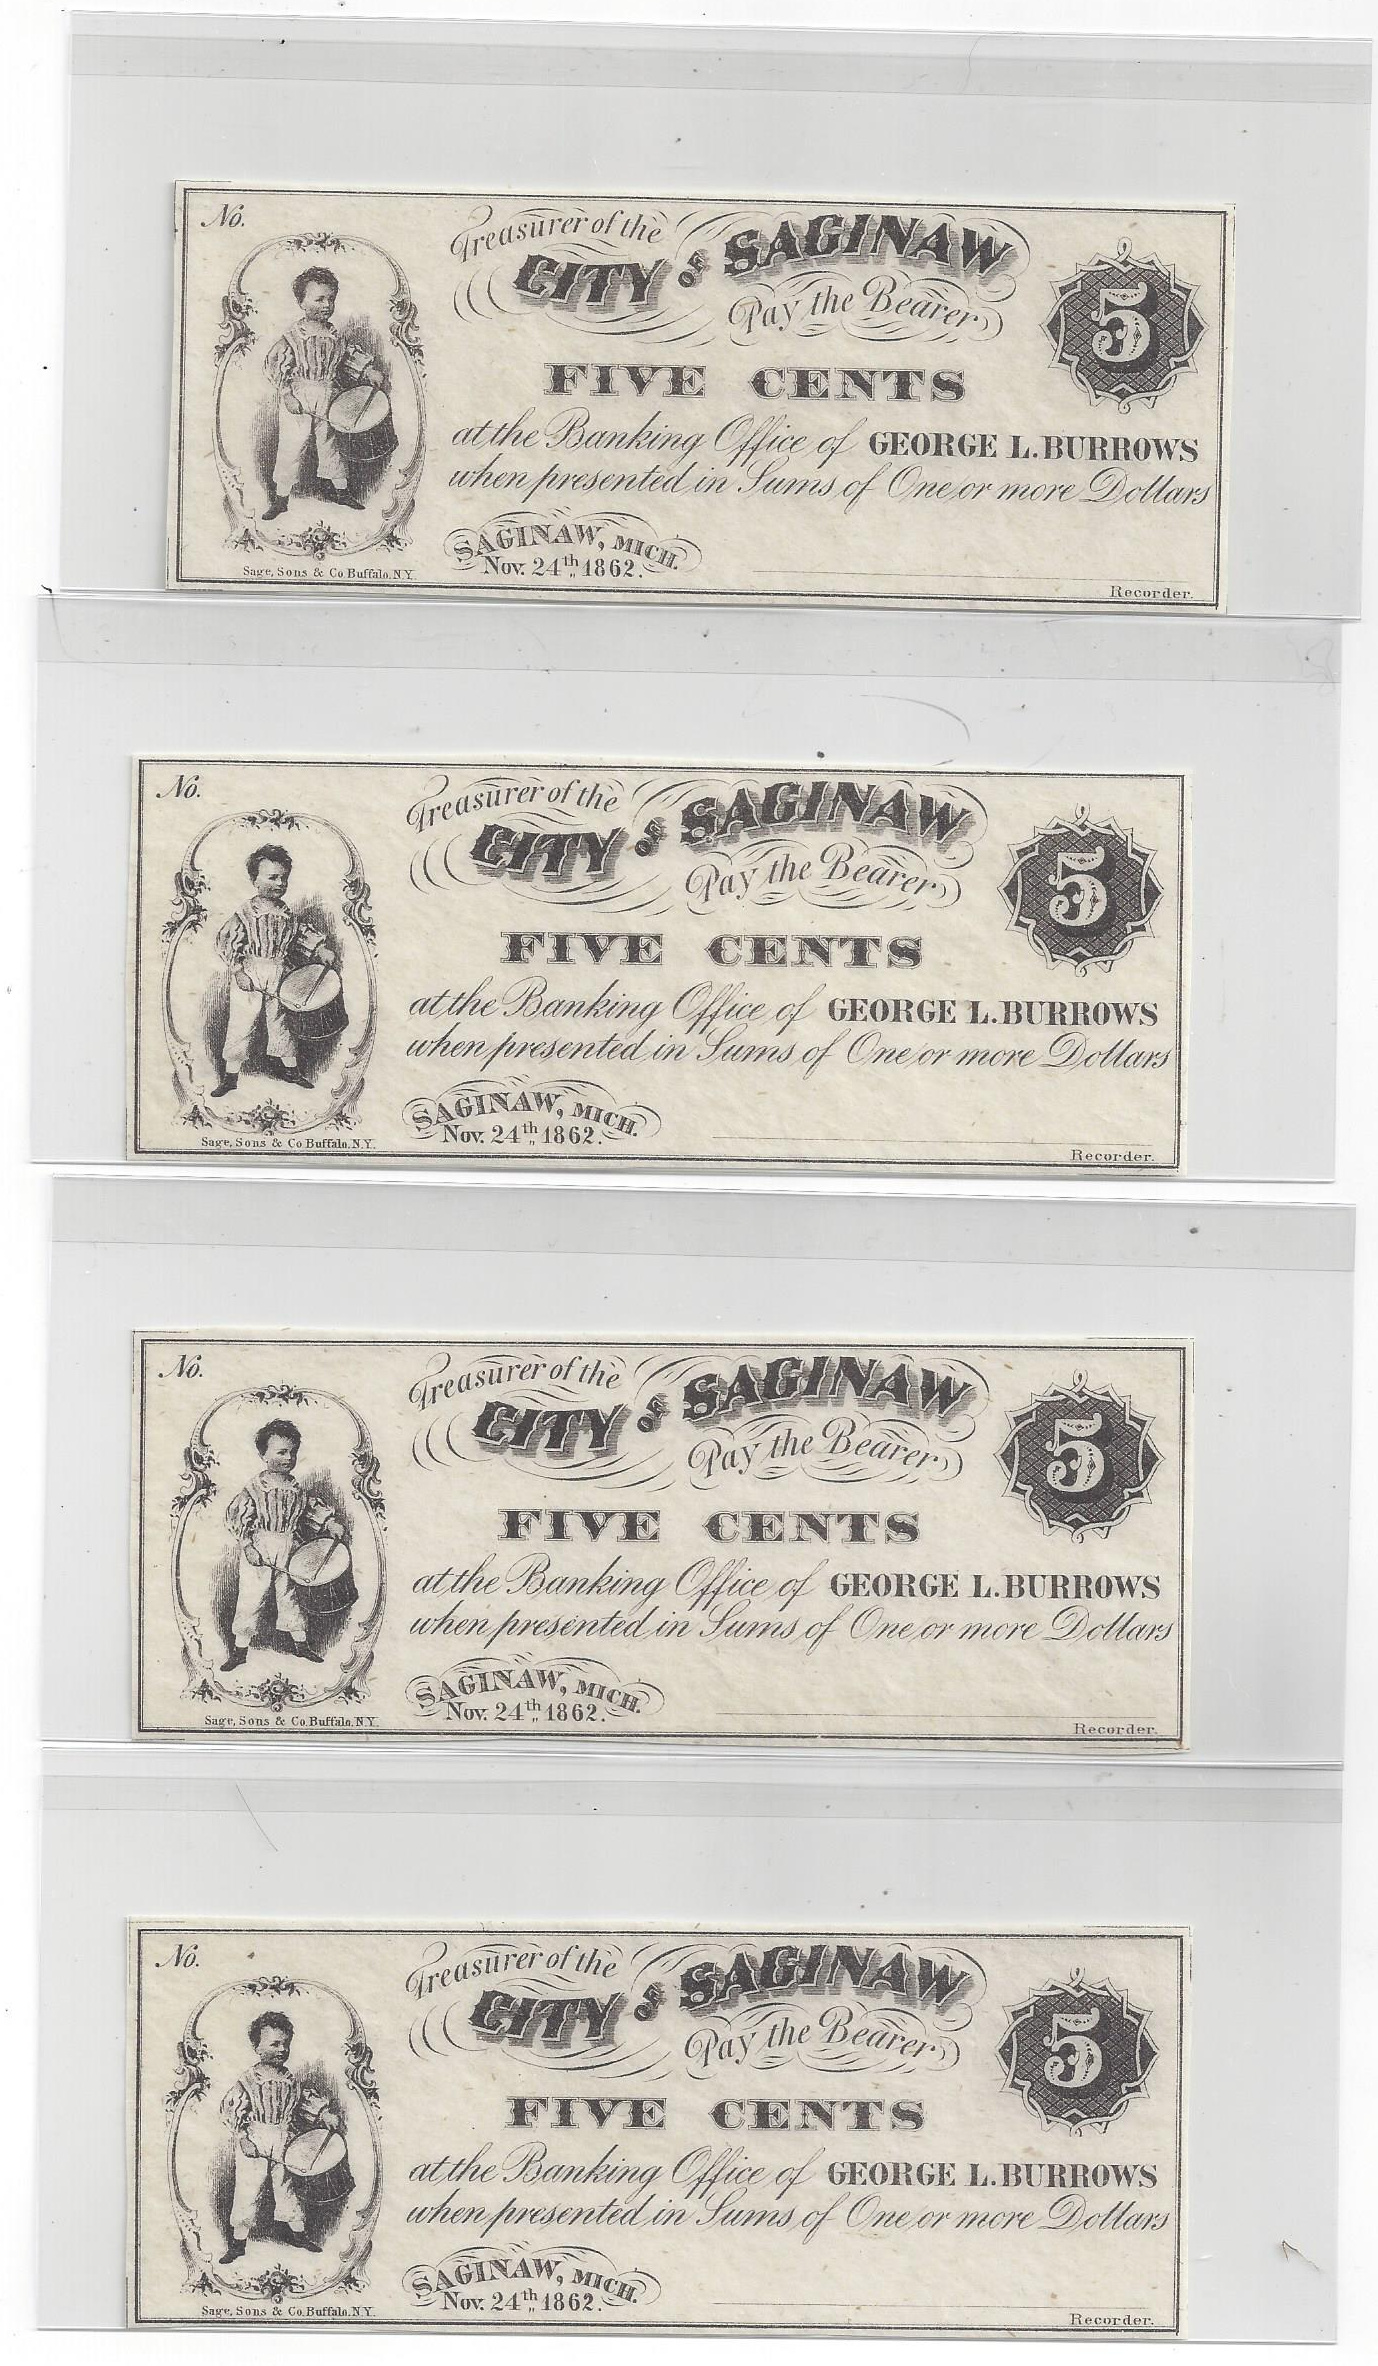 No.
Treasurer of the
CITY OF SAGINAW
Pay the Bearer
5
FIVE CENTS
at the Banking Office of GEORGE L. BURROWS
when presented in Sums of One or more Dollars
SAGINAW, MICH.
Nov. 24th 1862.
Sage, Sons & Co. Buffalo, N.Y.
Recorder.
No.
Treasurer of the
CITY OF SAGINAW
Pay the Bearer
5
FIVE CENTS
at the Banking Office of GEORGE L. BURROWS
when presented in Sums of One or more Dollars
SAGINAW, MICH.
Nov. 24th 1862.
Sage, Sons & Co. Buffalo, N.Y.
Recorder.
No.
Treasurer of the
CITY OF SAGINAW
Pay the Bearer
5
FIVE CENTS
at the Banking Office of GEORGE L. BURROWS
when presented in Sums of One or more Dollars
SAGINAW, MICH.
Nov. 24th 1862.
Sage, Sons & Co. Buffalo, N.Y.
Recorder.
No.
Treasurer of the
CITY OF SAGINAW
Pay the Bearer
5
FIVE CENTS
at the Banking Office of GEORGE L. BURROWS
when presented in Sums of One or more Dollars
SAGINAW, MICH.
Nov. 24th 1862.
Sage, Sons & Co. Buffalo, N.Y.
Recorder.